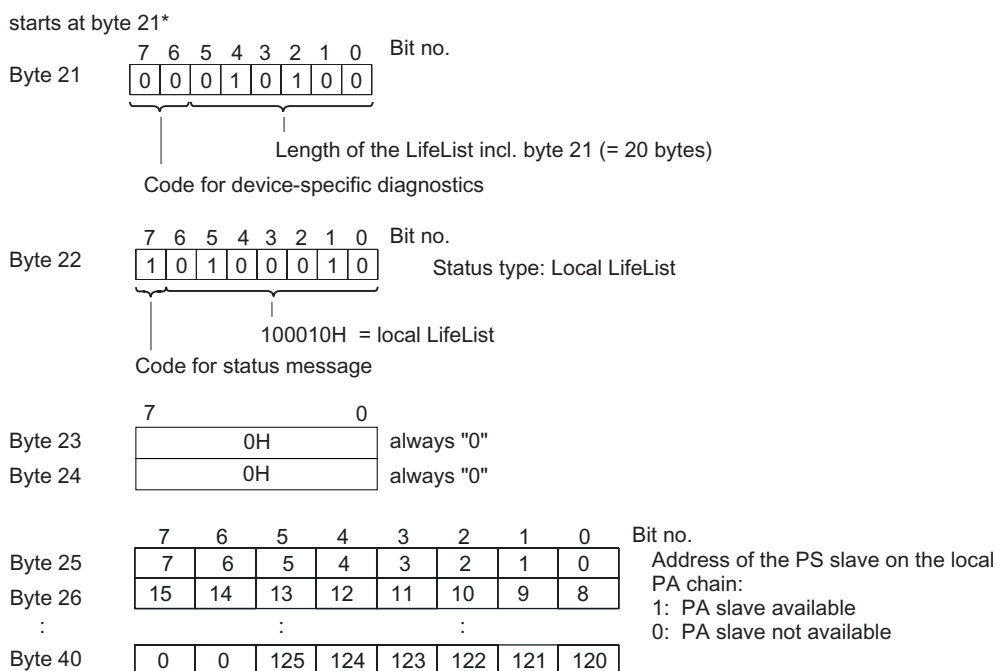 starts at byte 21*
7 6 5 4 3 2 1 0 Bit no.
Byte 21 0 0 0 1 0 1 0 0
Length of the LifeList incl. byte 21 (= 20 bytes)
Code for device-specific diagnostics
7 6 5 4 3 2 1 0 Bit no.
Byte 22 1 0 1 0 0 0 1 0 Status type: Local LifeList
100010H = local LifeList
Code for status message
7 0
Byte 23 0H always "0"
Byte 24 0H always "0"
7 6 5 4 3 2 1 0 Bit no.
Byte 25 7 6 5 4 3 2 1 0 Address of the PS slave on the local
Byte 26 15 14 13 12 11 10 9 8 PA chain:
1: PA slave available
: : : 0: PA slave not available
Byte 40 0 0 125 124 123 122 121 120